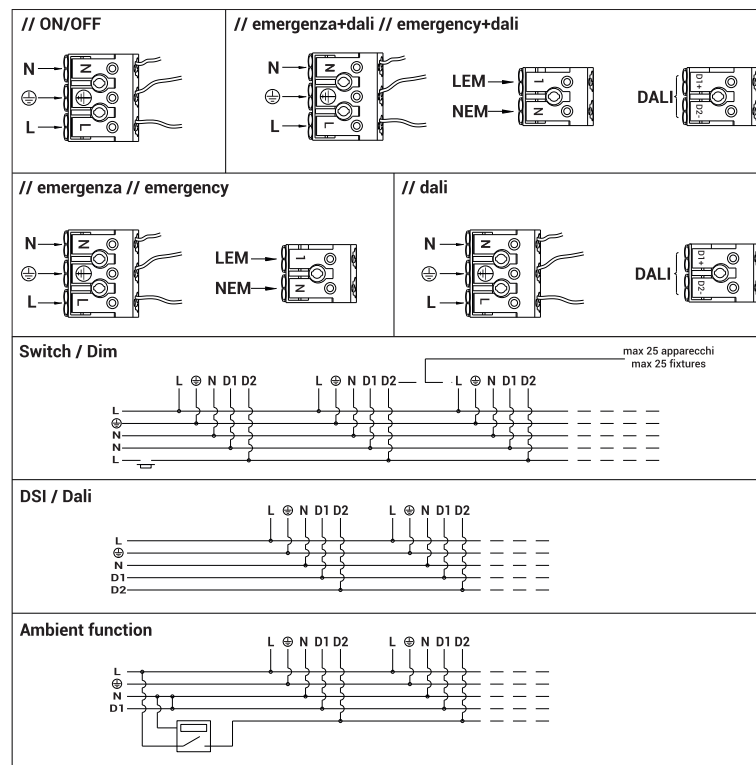 // ON/OFF
N
L
N
L
// emergenza+dali // emergency+dali
N
L
N
L
LEM
NEM
L
N
DALI
D1+
D2-
// emergenza // emergency
N
L
N
L
LEM
NEM
L
N
// dali
N
L
N
L
DALI
D1+
D2-
Switch / Dim
max 25 apparecchi
max 25 fixtures
L N D1 D2 L N D1 D2 L N D1 D2
L
N
N
L
DSI / Dali
L N D1 D2 L N D1 D2
L
N
D1
D2
Ambient function
L N D1 D2 L N D1 D2
L
N
D1